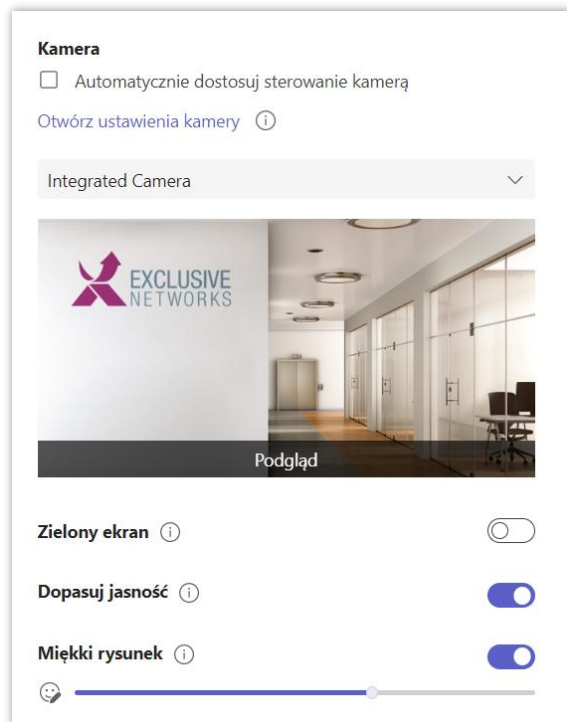 Kamera
Automatycznie dostosuj sterowanie kamerą
Otwórz ustawienia kamery
Integrated Camera
EXCLUSIVE
NETWORKS
Podgląd
Zielony ekran
Dopasuj jasność
Miękki rysunek